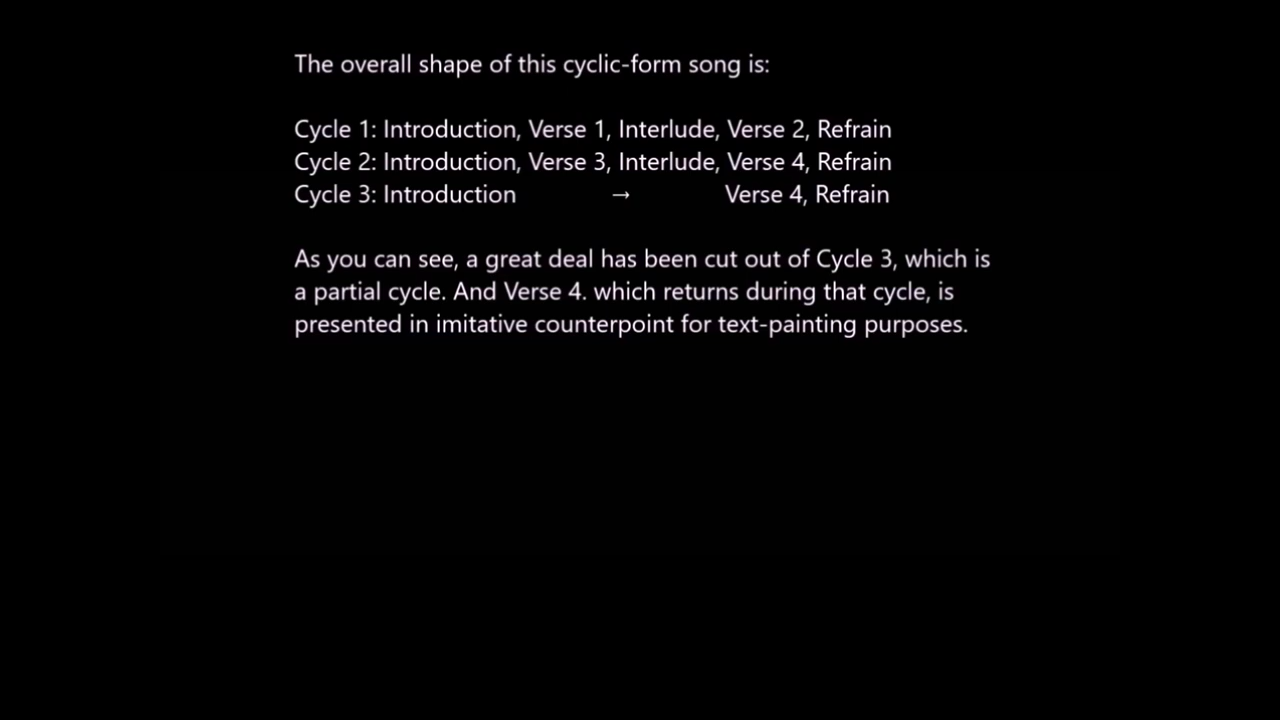 The overall shape of this cyclic-form song is:
Cycle 1: Introduction, Verse 1, Interlude, Verse 2, Refrain
Cycle 2: Introduction, Verse 3, Interlude, Verse 4, Refrain
Cycle 3: Introduction → Verse 4, Refrain
As you can see, a great deal has been cut out of Cycle 3, which is
a partial cycle. And Verse 4. which returns during that cycle, is
presented in imitative counterpoint for text-painting purposes.